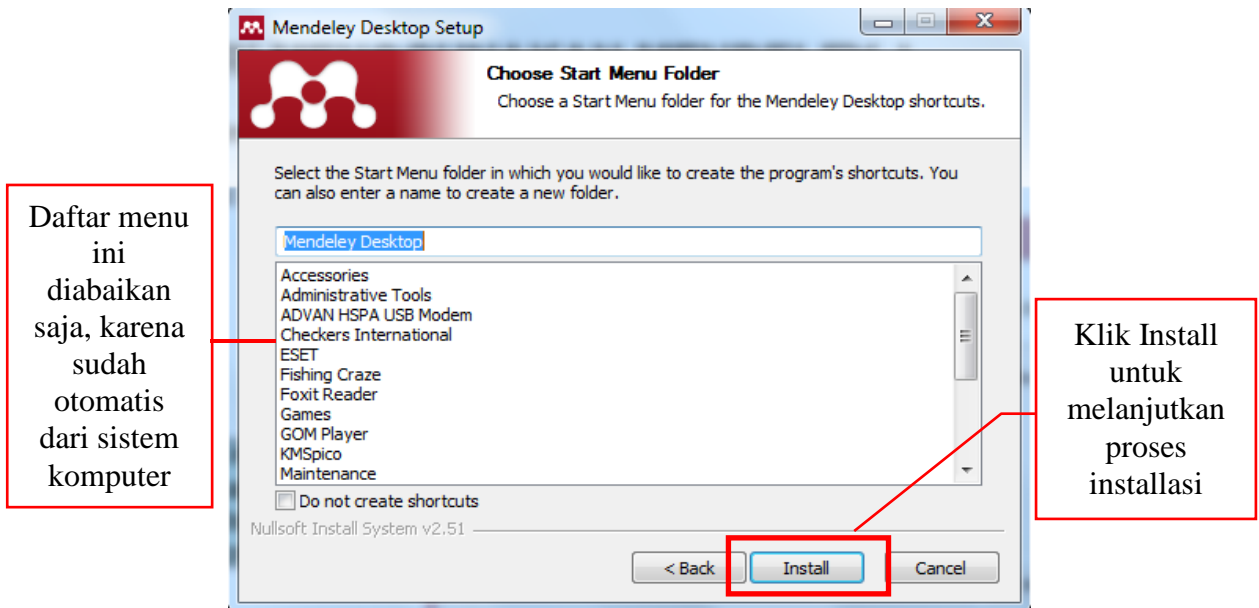 Mendeley Desktop Setup
Choose Start Menu Folder
Choose a Start Menu folder for the Mendeley Desktop shortcuts.
Select the Start Menu folder in which you would like to create the program's shortcuts. You
can also enter a name to create a new folder.
Mendeley Desktop
Accessories
Administrative Tools
ADVAN HSPA USB Modem
Checkers International
ESET
Fishing Craze
Foxit Reader
Games
GOM Player
KMSpico
Maintenance
Do not create shortcuts
Nullsoft Install System v2.51
< Back
Install
Cancel
Daftar menu
ini
diabaikan
saja, karena
sudah
otomatis
dari sistem
komputer
Klik Install
untuk
melanjutkan
proses
installasi